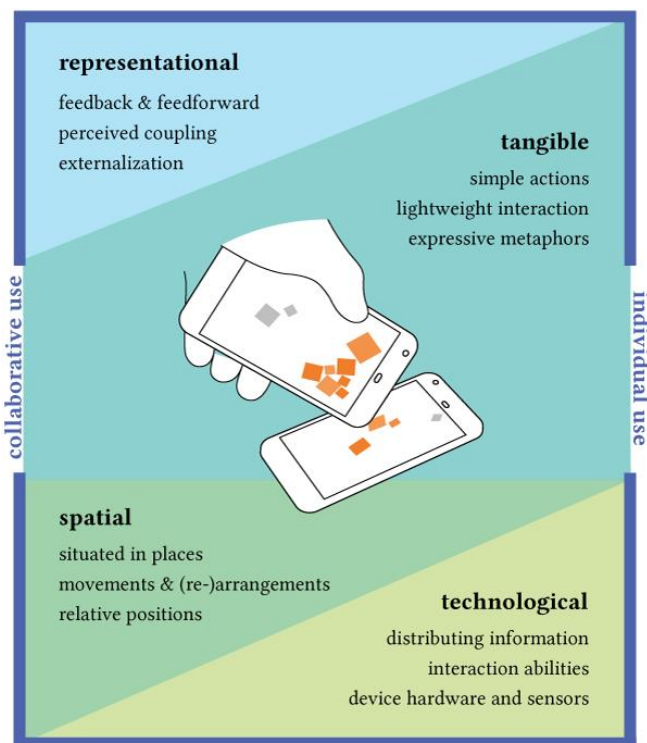 representational
feedback & feedforward
perceived coupling
externalization
tangible
simple actions
lightweight interaction
expressive metaphors
collaborative use
individual use
spatial
situated in places
movements & (re-)arrangements
relative positions
technological
distributing information
interaction abilities
device hardware and sensors